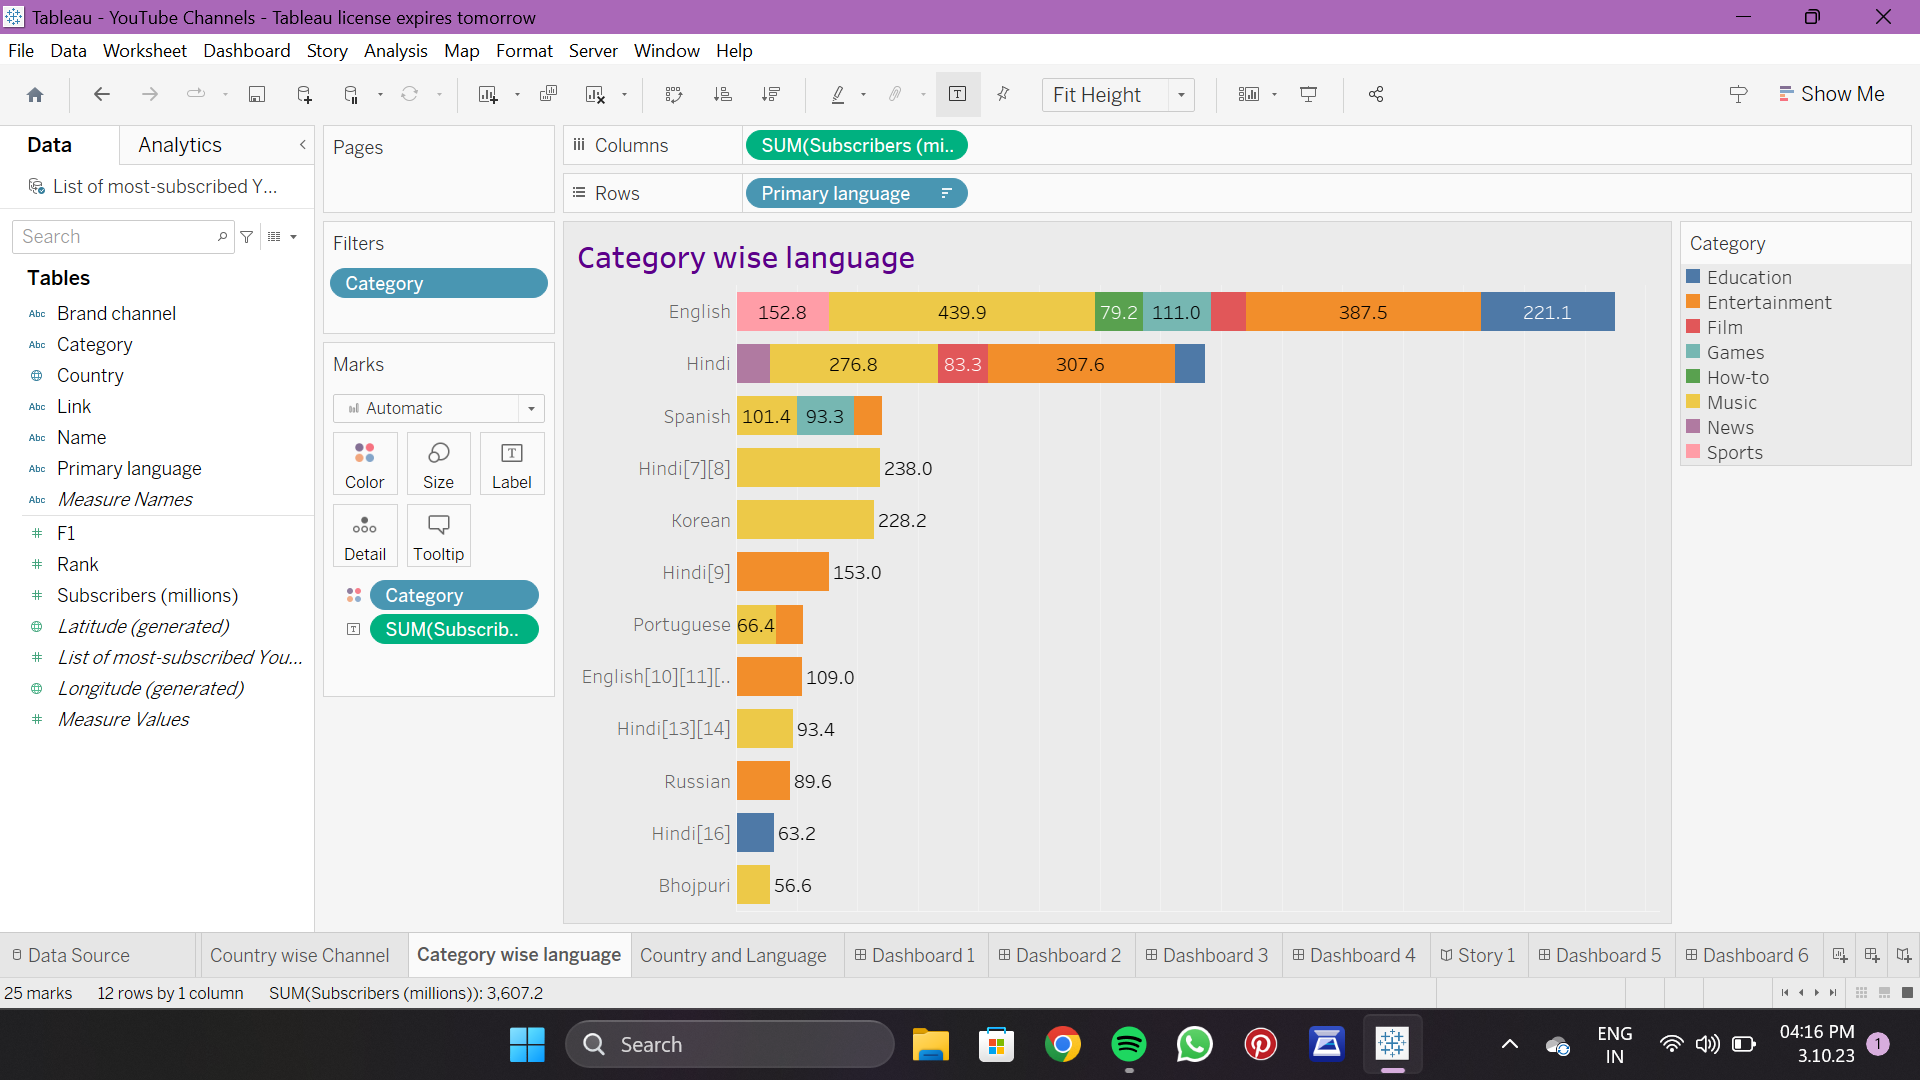 Tableau - YouTube Channels - Tableau license expires tomorrow
File Data Worksheet Dashboard Story Analysis Map Format Server Window Help
Fit Height
Show Me
Data Analytics
List of most-subscribed Y...
Search
Tables
Abc Brand channel
Abc Category
Country
Abc Link
Abc Name
Abc Primary language
Abc Measure Names
# F1
# Rank
# Subscribers (millions)
Latitude (generated)
# List of most-subscribed You...
Longitude (generated)
# Measure Values
Pages
Filters
Category
Marks
Automatic
Color Size Label
Detail Tooltip
Category
SUM(Subscrib..
Columns SUM(Subscribers (mi..
Rows Primary language
Category wise language
English 152.8 439.9 79.2 111.0 387.5 221.1
Hindi 276.8 83.3 307.6
Spanish 101.4 93.3
Hindi[7][8] 238.0
Korean 228.2
Hindi[9] 153.0
Portuguese 66.4
English[10][11][.. 109.0
Hindi[13][14] 93.4
Russian 89.6
Hindi[16] 63.2
Bhojpuri 56.6
Category
Education
Entertainment
Film
Games
How-to
Music
News
Sports
Data Source Country wise Channel Category wise language Country and Language Dashboard 1 Dashboard 2 Dashboard 3 Dashboard 4 Story 1 Dashboard 5 Dashboard 6
25 marks 12 rows by 1 column SUM(Subscribers (millions)): 3,607.2
Search
ENG
IN
04:16 PM
3.10.23
1